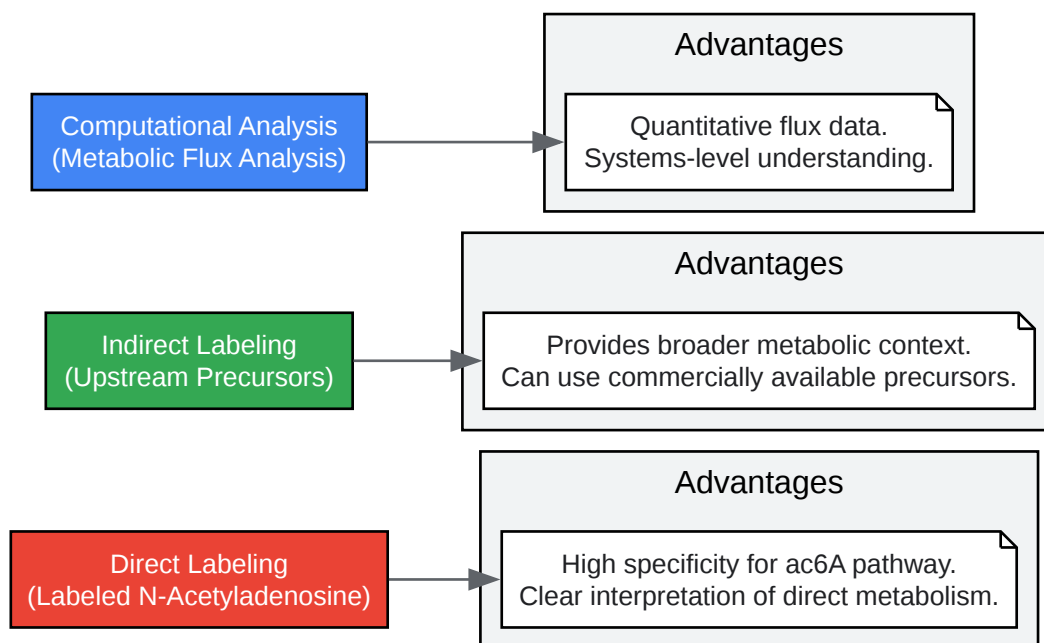 Advantages
Computational Analysis
(Metabolic Flux Analysis)
Quantitative flux data.
Systems-level understanding.
Advantages
Indirect Labeling
(Upstream Precursors)
Provides broader metabolic context.
Can use commercially available precursors.
Advantages
Direct Labeling
(Labeled N-Acetyladenosine)
High specificity for ac6A pathway.
Clear interpretation of direct metabolism.